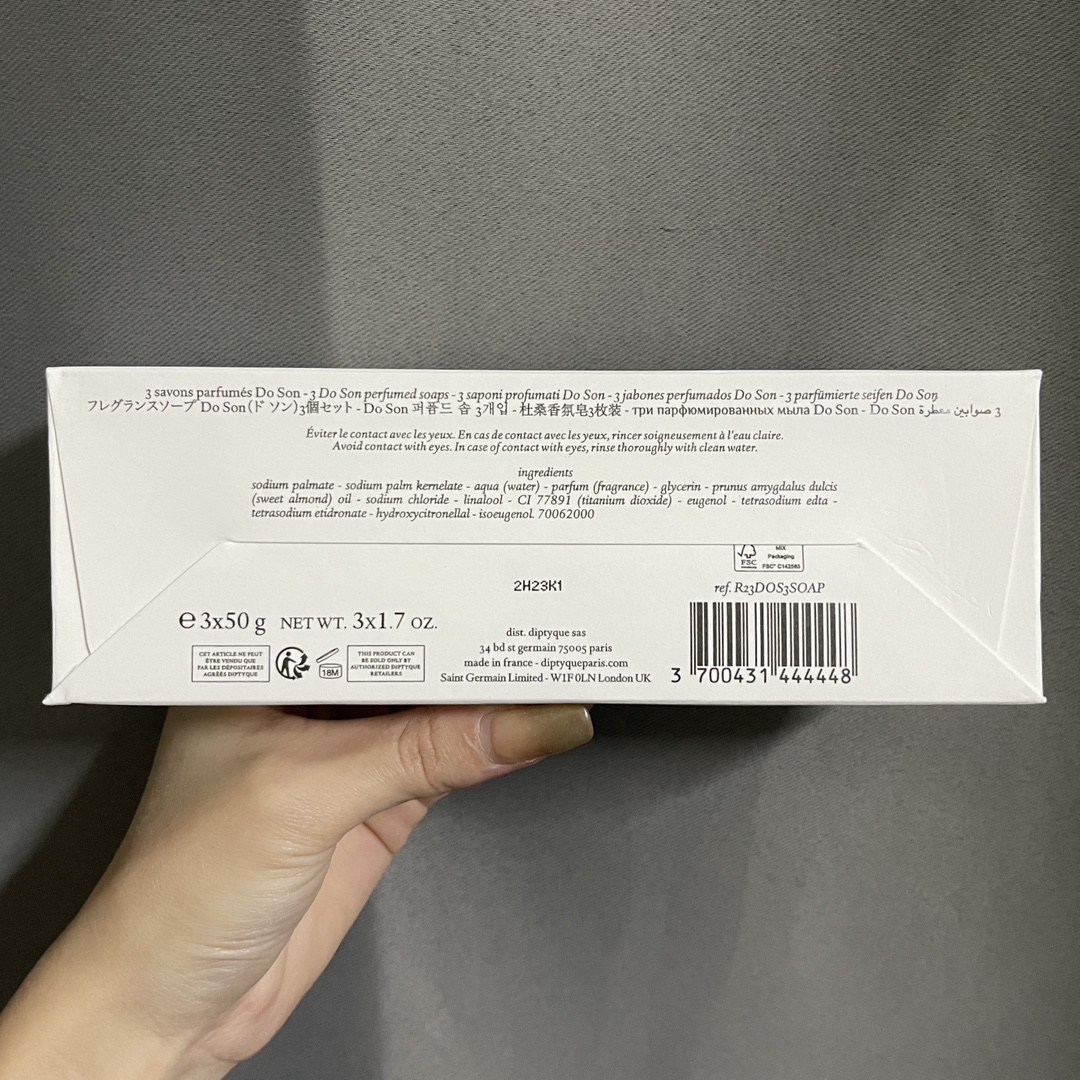 3 savons parfumés Do Son - 3 Do Son perfumed soaps - 3 saponi profumati Do Son - 3 jabones perfumados Do Son - 3 parfümierte seifen Do Son
フレグランスソープ Do Son (ド ソン) 3個セット - Do Son 퍼퓸드 솝 3개입 - 杜桑香氛皂3枚装 - три парфюмированных мыла Do Son - Do Son صوابين معطرة 3
Éviter le contact avec les yeux. En cas de contact avec les yeux, rincer soigneusement à l'eau claire.
Avoid contact with eyes. In case of contact with eyes, rinse thoroughly with clean water.
ingredients
sodium palmate - sodium palm kernelate - aqua (water) - parfum (fragrance) - glycerin - prunus amygdalus dulcis
(sweet almond) oil - sodium chloride - linalool - CI 77891 (titanium dioxide) - eugenol - tetrasodium edta -
tetrasodium etidronate - hydroxycitronellal - isoeugenol. 70062000
MIX
Packaging
FSC
FSC® C142563
2H23K1
ref. R23DOS3SOAP
℮ 3x50 g NET WT. 3x1.7 OZ.
CET ARTICLE NE PEUT
ÊTRE VENDU QUE
PAR LES DÉPOSITAIRES
AGRÉÉS DIPTYQUE
18M
THIS PRODUCT CAN
BE SOLD ONLY BY
AUTHORIZED DIPTYQUE
RETAILERS
dist. diptyque sas
34 bd st germain 75005 paris
made in france - diptyqueparis.com
Saint Germain Limited - W1F 0LN London UK
3 700431 444448